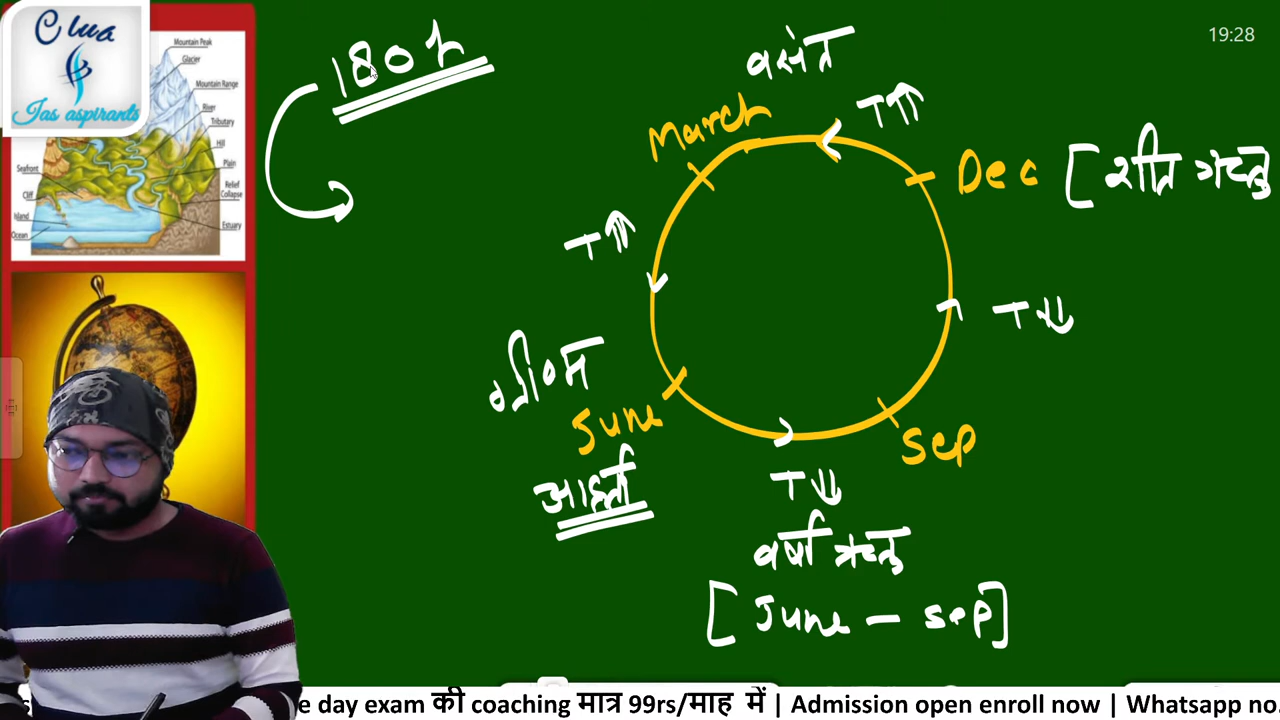 Clua
Ias aspirants
Mountain Peak
Glacier
Mountain Range
River
Tributary
Hill
Plain
Relief
Collapse
Estuary
Seafront
Cliff
Island
Ocean
19:28
वसंत
T⇈
March
Dec [शीत ऋतु
T⇈
T⇊
ग्रीष्म
June
Sep
आर्द्रता
T⇊
वर्षा ऋतु
[June - sep]
e day exam की coaching मात्र 99rs/माह में | Admission open enroll now | Whatsapp no.